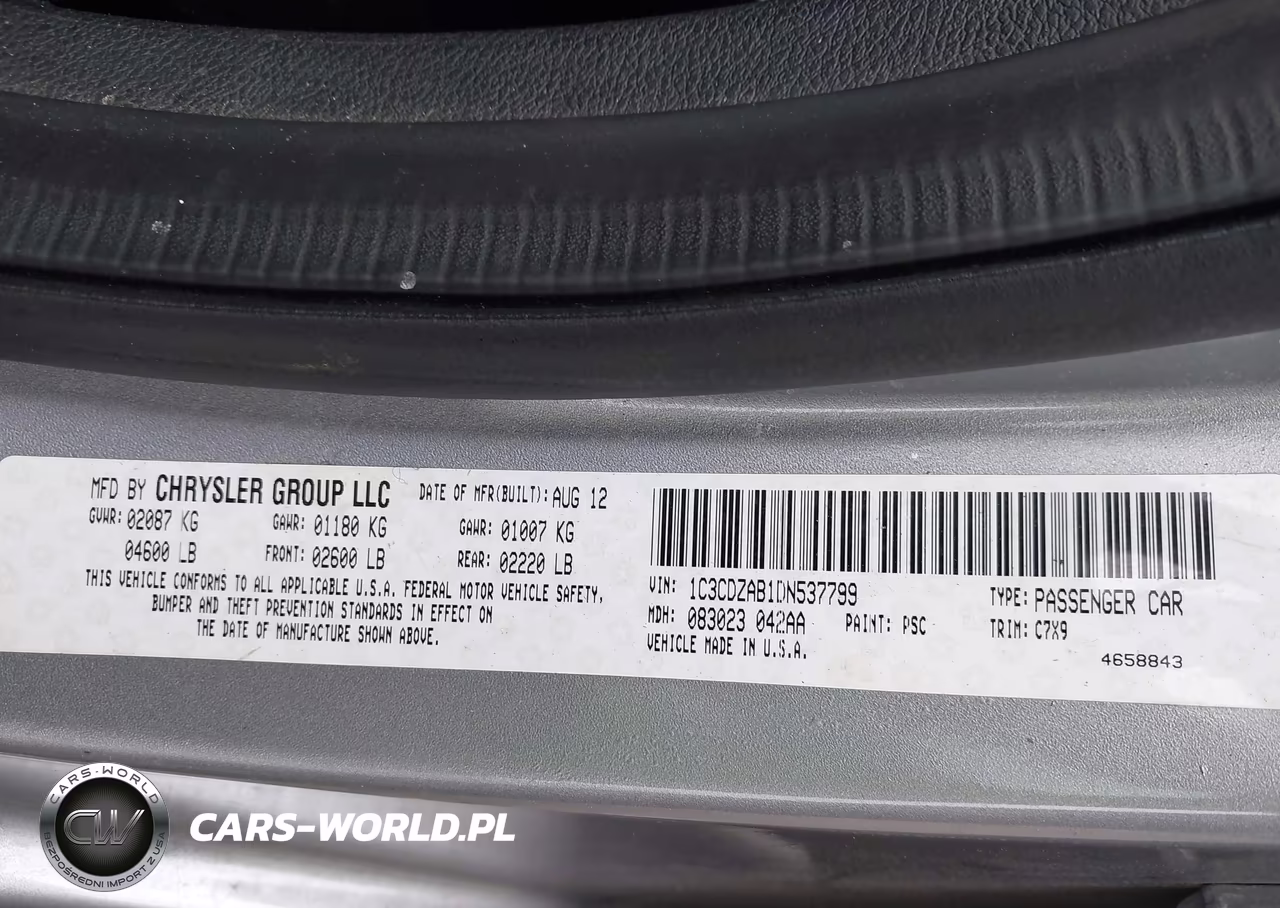 MFD BY CHRYSLER GROUP LLC DATE OF MFR(BUILT): AUG 12
GVWR: 02087 KG GAWR: 01180 KG GAWR: 01007 KG
04600 LB FRONT: 02600 LB REAR: 02220 LB
THIS VEHICLE CONFORMS TO ALL APPLICABLE U.S.A. FEDERAL MOTOR VEHICLE SAFETY,
BUMPER AND THEFT PREVENTION STANDARDS IN EFFECT ON
THE DATE OF MANUFACTURE SHOWN ABOVE.
VIN: 1C3CDZAB1DN537799 TYPE: PASSENGER CAR
MDH: 083023 042AA PAINT: PSC TRIM: C7X9
VEHICLE MADE IN U.S.A.
4658843
CARS-WORLD
CW
BEZPOŚREDNI IMPORT Z USA
CARS-WORLD.PL